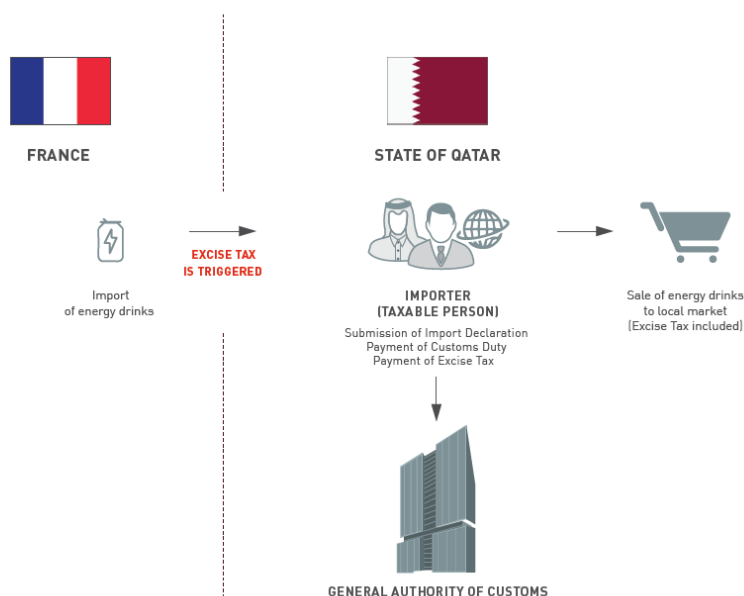 FRANCE
STATE OF QATAR
EXCISE TAX
IS TRIGGERED
Import
of energy drinks
IMPORTER
(TAXABLE PERSON)
Submission of Import Declaration
Payment of Customs Duty
Payment of Excise Tax
Sale of energy drinks
to local market
(Excise Tax included)
GENERAL AUTHORITY OF CUSTOMS